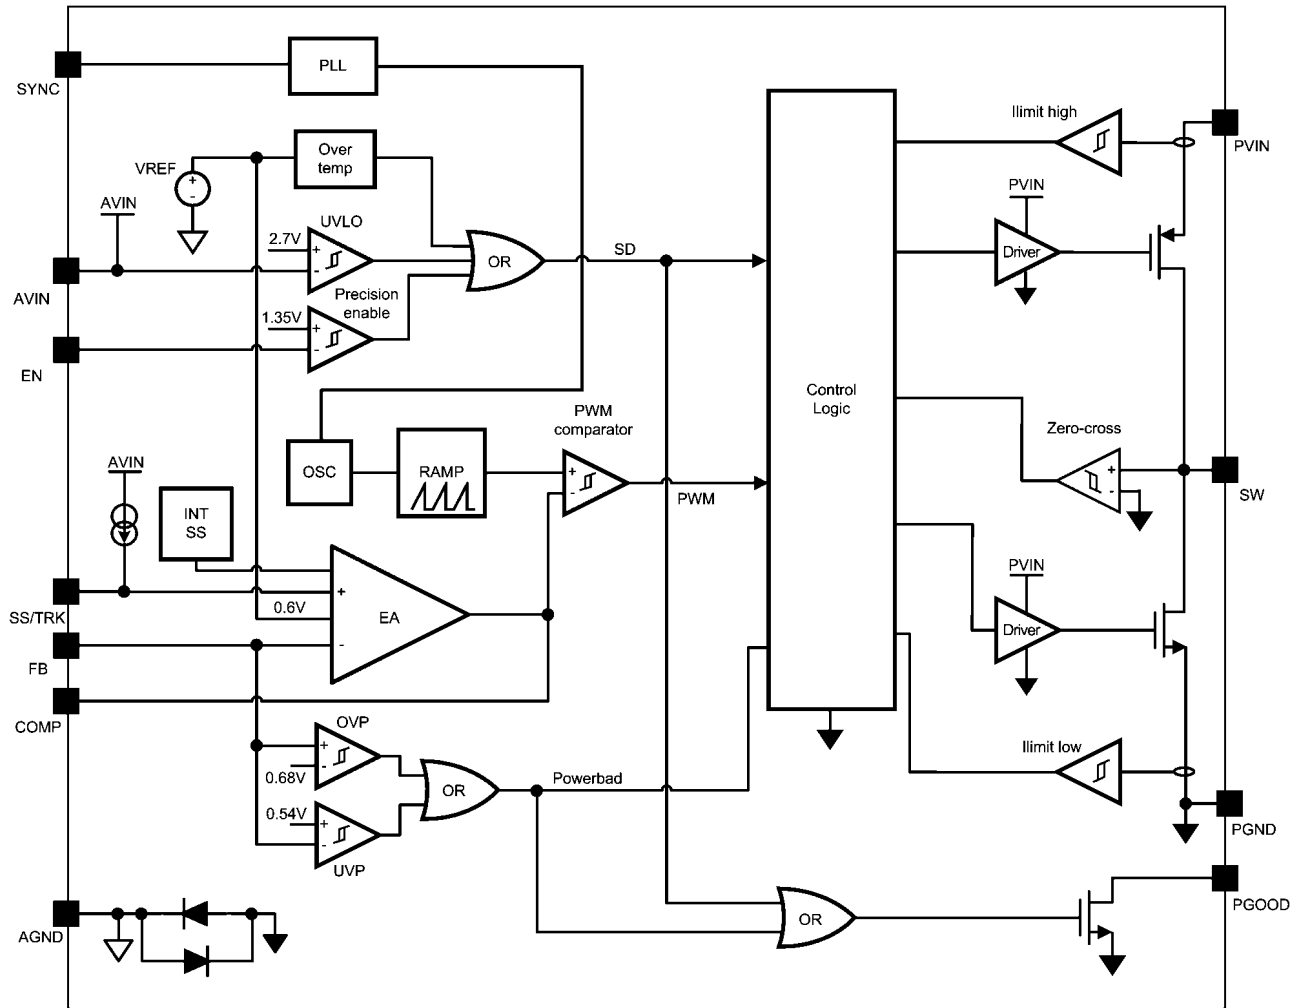 PLL
SYNC
Ilimit high
PVIN
Over
temp
VREF
+
-
AVIN
PVIN
UVLO
2.7V
+
-
OR
SD
Driver
AVIN
Precision
enable
1.35V
+
-
EN
Control
Logic
PWM
comparator
Zero-cross
AVIN
OSC
RAMP
+
-
PWM
+
-
SW
INT
SS
PVIN
SS/TRK
+
0.6V
EA
FB
-
Driver
COMP
OVP
+
-
0.68V
Ilimit low
OR
Powerbad
0.54V
+
-
UVP
PGND
PGOOD
AGND
OR